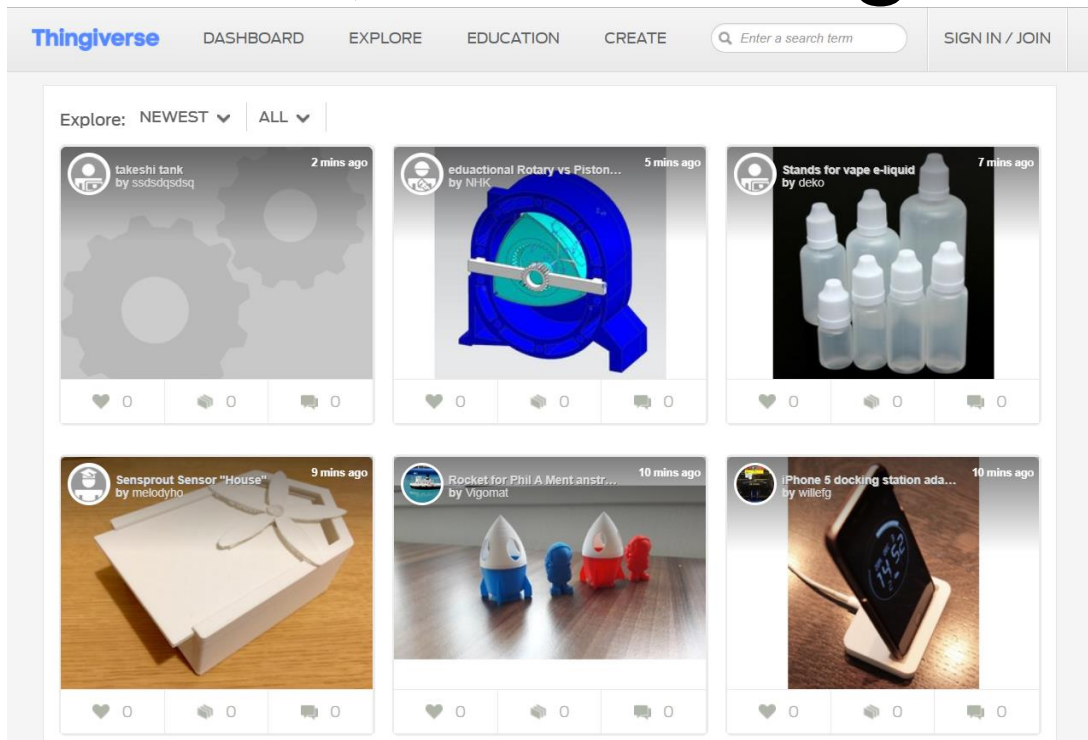 Thingiverse DASHBOARD EXPLORE EDUCATION CREATE Enter a search term SIGN IN / JOIN
Explore: NEWEST ALL
takeshi tank 2 mins ago
by ssdsdqsdsq
eduactional Rotary vs Piston... 5 mins ago
by NHK
Stands for vape e-liquid 7 mins ago
by deko
0 0 0
0 0 0
0 0 0
Sensprout Sensor "House" 9 mins ago
by melodyho
Rocket for Phil A Ment anstr... 10 mins ago
by Vigomat
iPhone 5 docking station ada... 10 mins ago
by willefg
14:52
0 0 0
0 0 0
0 0 0